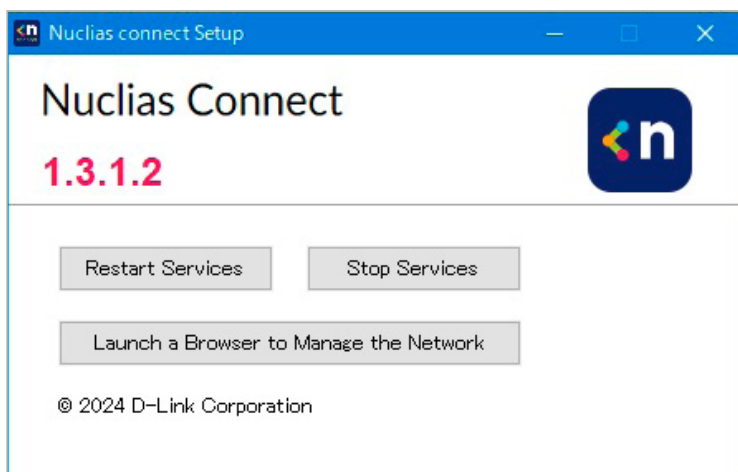 Nuclias connect Setup
Nuclias Connect
1.3.1.2
n
Restart Services
Stop Services
Launch a Browser to Manage the Network
© 2024 D-Link Corporation